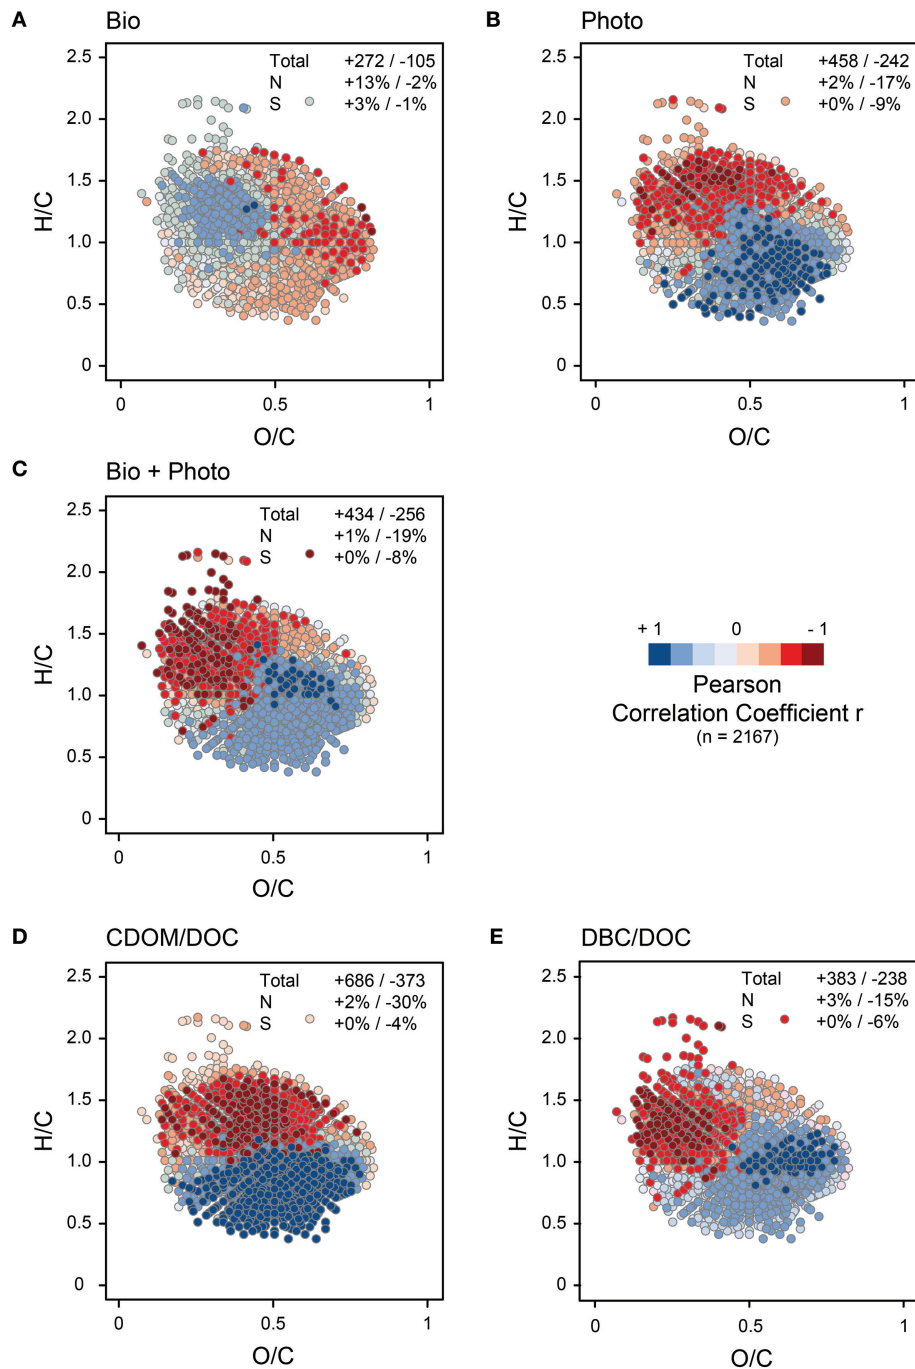 A
Bio
Total +272 / -105
N +13% / -2%
S +3% / -1%
2.5
2.0
1.5
1.0
0.5
0
H/C
0 0.5 1
O/C
B
Photo
Total +458 / -242
N +2% / -17%
S +0% / -9%
2.5
2.0
1.5
1.0
0.5
0
H/C
0 0.5 1
O/C
C
Bio + Photo
Total +434 / -256
N +1% / -19%
S +0% / -8%
2.5
2.0
1.5
1.0
0.5
0
H/C
0 0.5 1
O/C
+ 1 0 - 1
Pearson
Correlation Coefficient r
(n = 2167)
D
CDOM/DOC
Total +686 / -373
N +2% / -30%
S +0% / -4%
2.5
2.0
1.5
1.0
0.5
0
H/C
0 0.5 1
O/C
E
DBC/DOC
Total +383 / -238
N +3% / -15%
S +0% / -6%
2.5
2.0
1.5
1.0
0.5
0
H/C
0 0.5 1
O/C